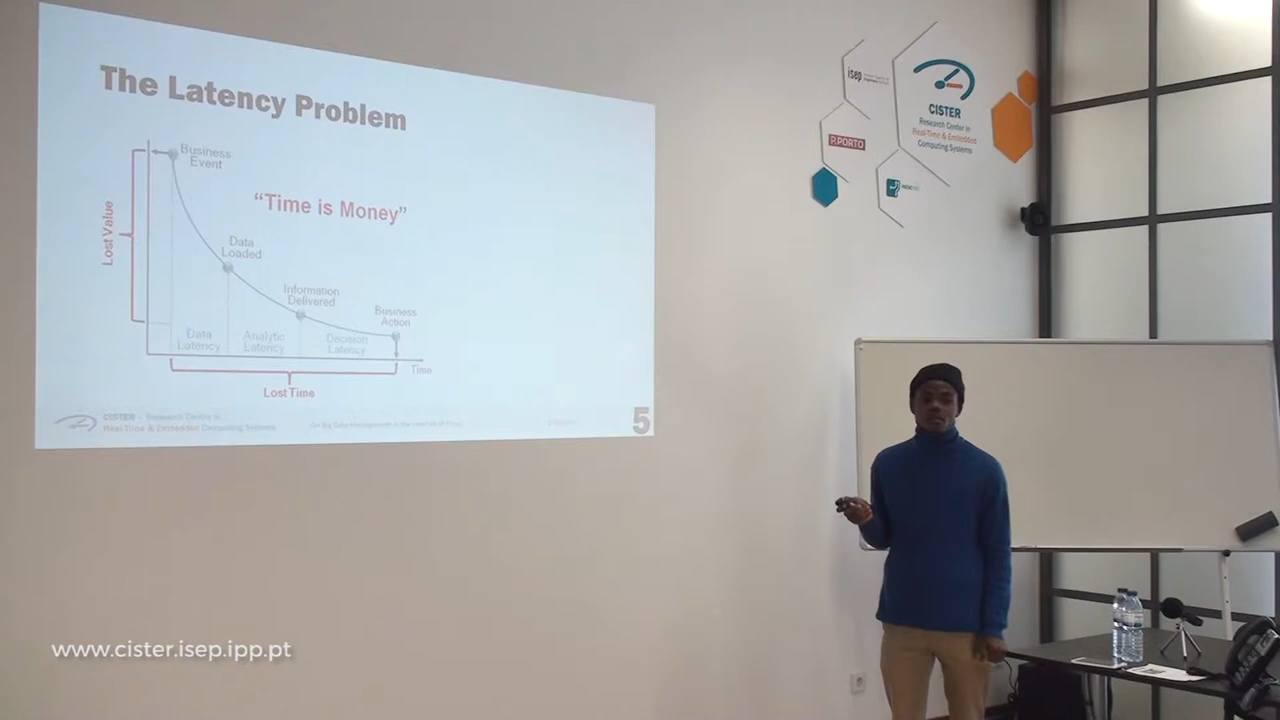 The Latency Problem
Business
Event
"Time is Money"
Lost Value
Data
Loaded
Information
Delivered
Business
Action
Data
Latency
Analytic
Latency
Decision
Latency
Time
Lost Time
CISTER – Research Centre in
Real-Time & Embedded Computing Systems
5
isep
P.PORTO
CISTER
Research Center in
Real-Time & Embedded
Computing Systems
www.cister.isep.ipp.pt